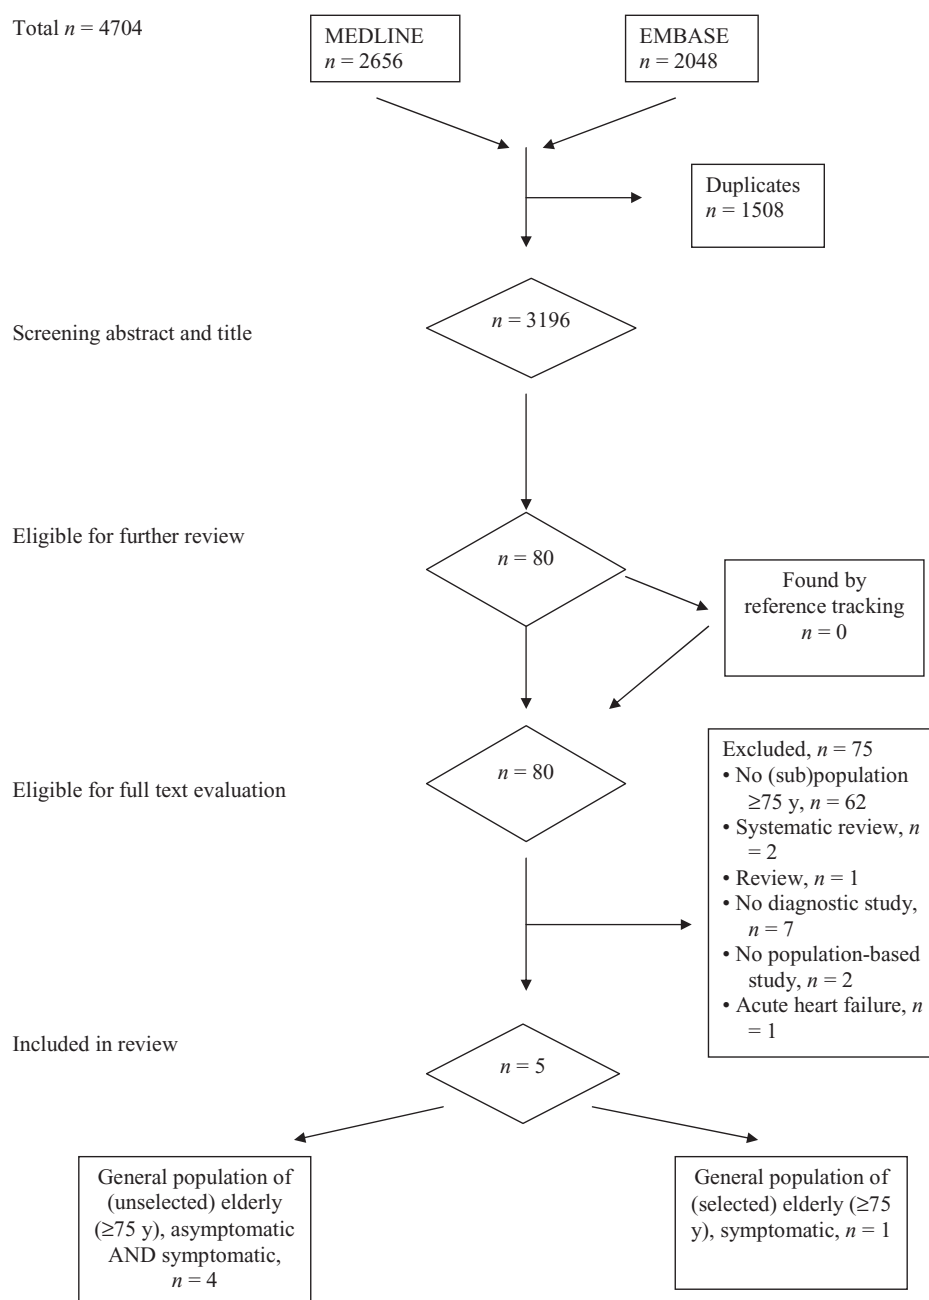 Total n = 4704
MEDLINE
n = 2656
EMBASE
n = 2048
Duplicates
n = 1508
Screening abstract and title
n = 3196
Eligible for further review
n = 80
Found by
reference tracking
n = 0
Eligible for full text evaluation
n = 80
Excluded, n = 75
• No (sub)population
≥75 y, n = 62
• Systematic review, n
= 2
• Review, n = 1
• No diagnostic study,
n = 7
• No population-based
study, n = 2
• Acute heart failure, n
= 1
Included in review
n = 5
General population of
(unselected) elderly
(≥75 y), asymptomatic
AND symptomatic,
n = 4
General population of
(selected) elderly (≥75
y), symptomatic, n = 1